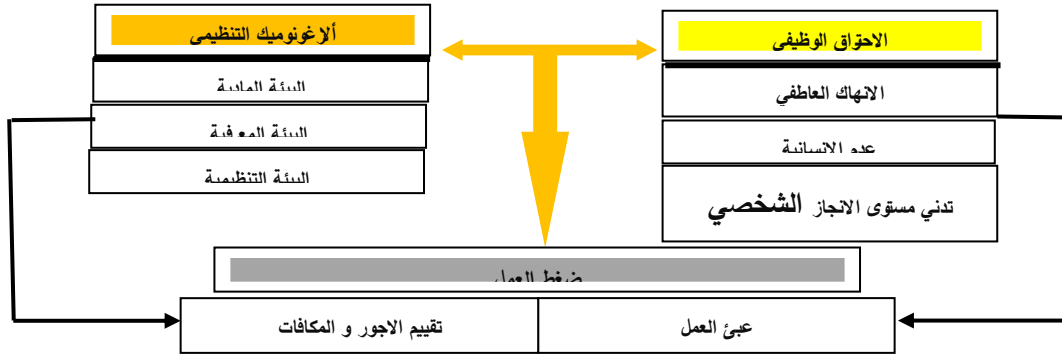 الاحتراق الوظيفي
الانهاك العاطفي
عدم الانسانية
تدني مستوى الانجاز الشخصي
ألاغونوميك التنظيمي
البيئة المادية
البيئة المعرفية
البيئة التنظيمية
ضغط العمل
عبئ العمل
تقييم الاجور و المكافات